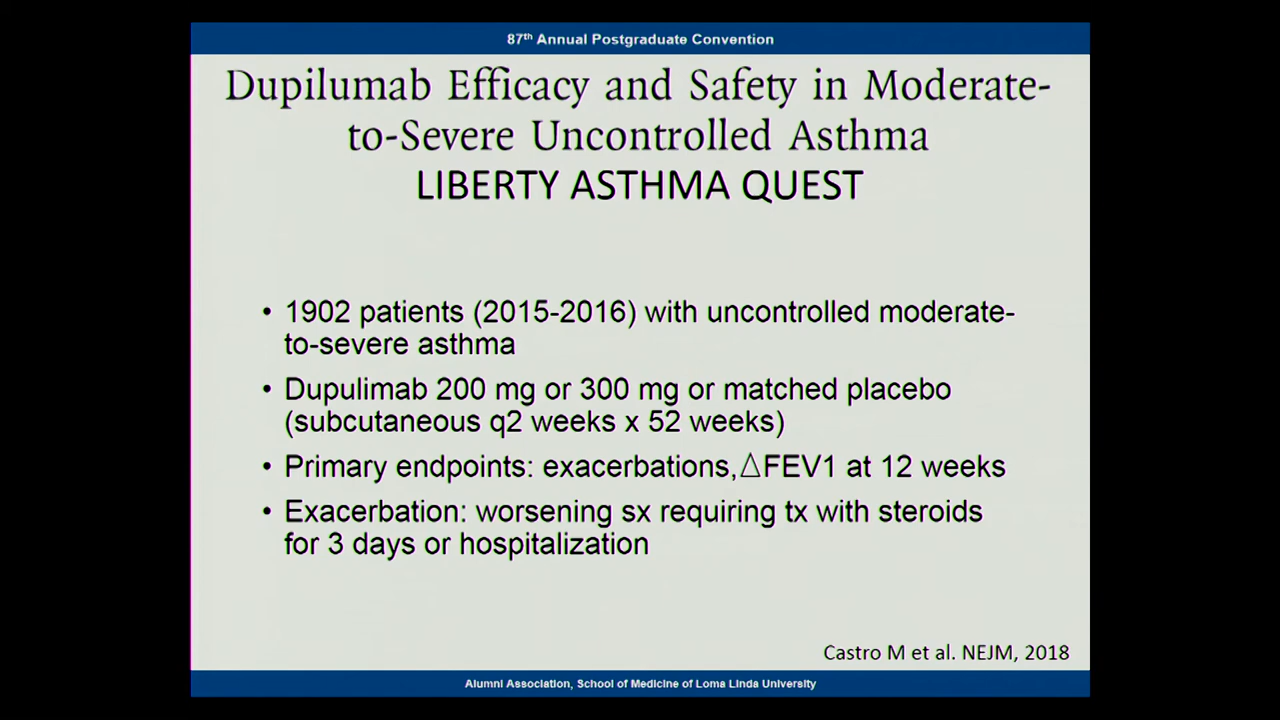 87th Annual Postgraduate Convention
Dupilumab Efficacy and Safety in Moderate-
to-Severe Uncontrolled Asthma
LIBERTY ASTHMA QUEST
• 1902 patients (2015-2016) with uncontrolled moderate-
to-severe asthma
• Dupulimab 200 mg or 300 mg or matched placebo
(subcutaneous q2 weeks x 52 weeks)
• Primary endpoints: exacerbations,△FEV1 at 12 weeks
• Exacerbation: worsening sx requiring tx with steroids
for 3 days or hospitalization
Castro M et al. NEJM, 2018
Alumni Association, School of Medicine of Loma Linda University